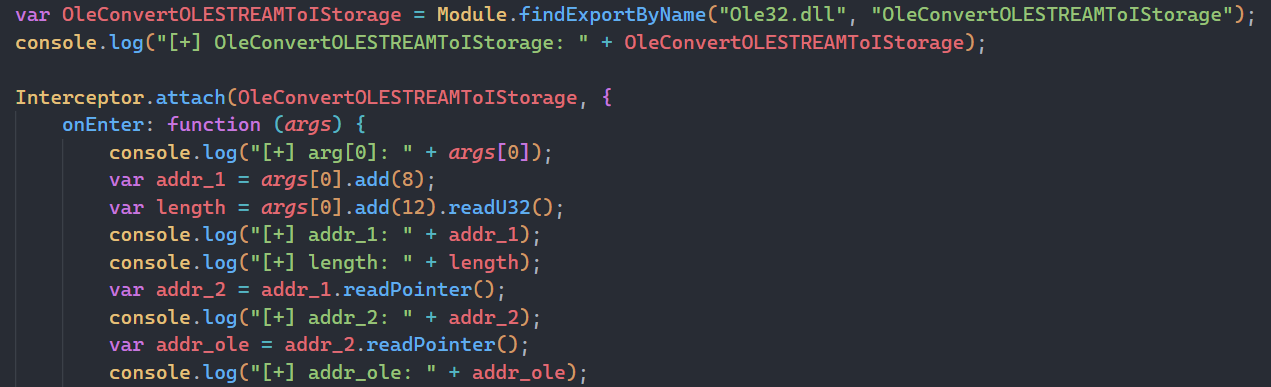 var OleConvertOLESTREAMToIStorage = Module.findExportByName("Ole32.dll", "OleConvertOLESTREAMToIStorage");
console.log("[+] OleConvertOLESTREAMToIStorage: " + OleConvertOLESTREAMToIStorage);
Interceptor.attach(OleConvertOLESTREAMToIStorage, {
onEnter: function (args) {
console.log("[+] arg[0]: " + args[0]);
var addr_1 = args[0].add(8);
var length = args[0].add(12).readU32();
console.log("[+] addr_1: " + addr_1);
console.log("[+] length: " + length);
var addr_2 = addr_1.readPointer();
console.log("[+] addr_2: " + addr_2);
var addr_ole = addr_2.readPointer();
console.log("[+] addr_ole: " + addr_ole);